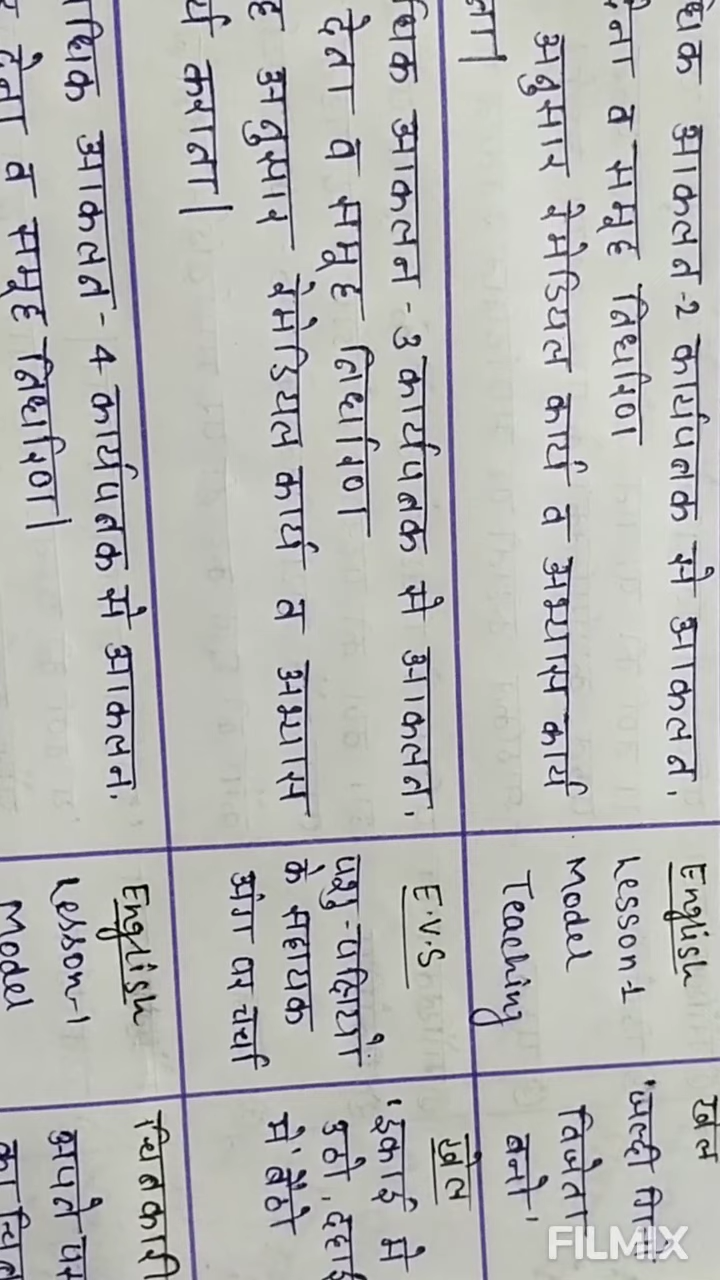 आकलन-2 कार्यपत्रक से आकलन,
व समूह निर्धारण
अनुसार रेमेडियल कार्य व अभ्यास कार्य
English
Lesson-1
Model
Teaching
खेल
'जल्दी
विजेता
बनो'
आकलन-3 कार्यपत्रक से आकलन,
देना व समूह निर्धारण
अनुसार रेमेडियल कार्य व अभ्यास
कराना।
E.V.S
पशु-पक्षियों
के सहायक
अंग पर चर्चा
खेल
'इकाई में
उठो, दहाई
में बैठो
आकलन-4 कार्यपत्रक से आकलन,
देना व समूह निर्धारण।
English
Lesson-1
Model
चित्रकारी
अपने
का चित्र
FILMIX